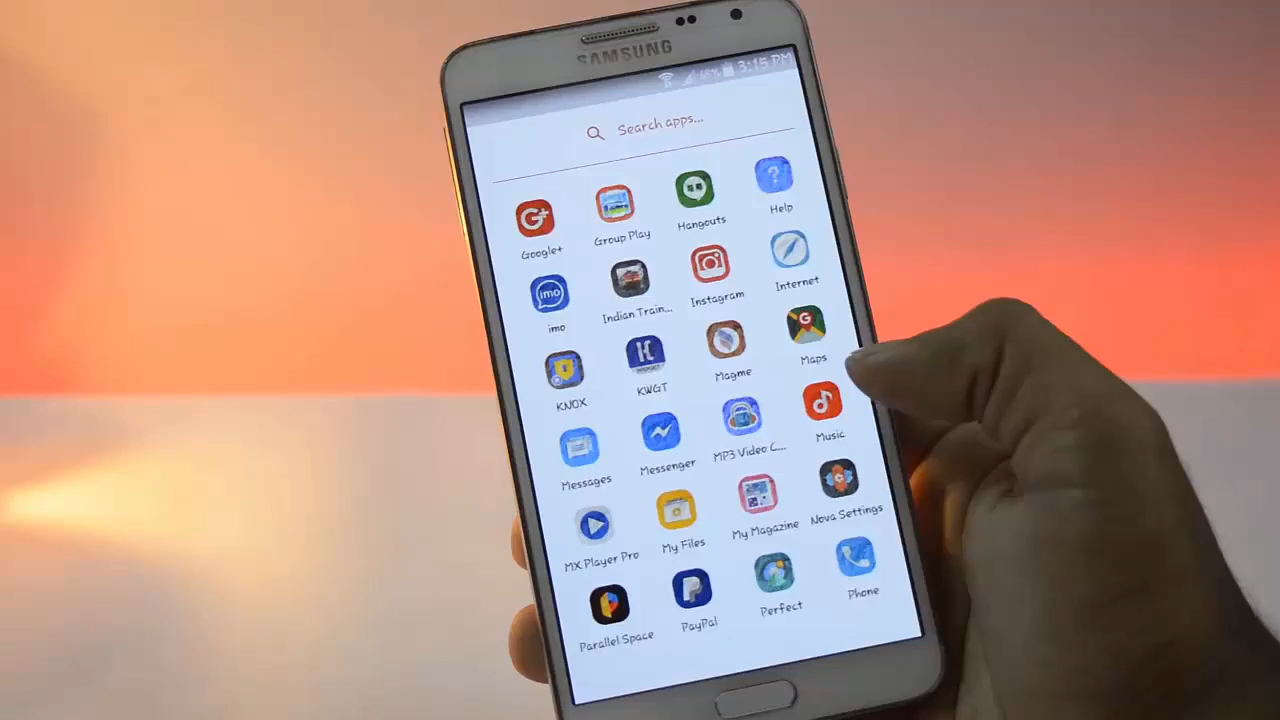 SAMSUNG
68% 3:15 PM
Search apps...
Google+ Group Play Hangouts Help
imo
imo Indian Train... Instagram Internet
KNOX KWGT Magme Maps
Messages Messenger MP3 Video C... Music
MX Player Pro My Files My Magazine Nova Settings
Parallel Space PayPal Perfect Phone